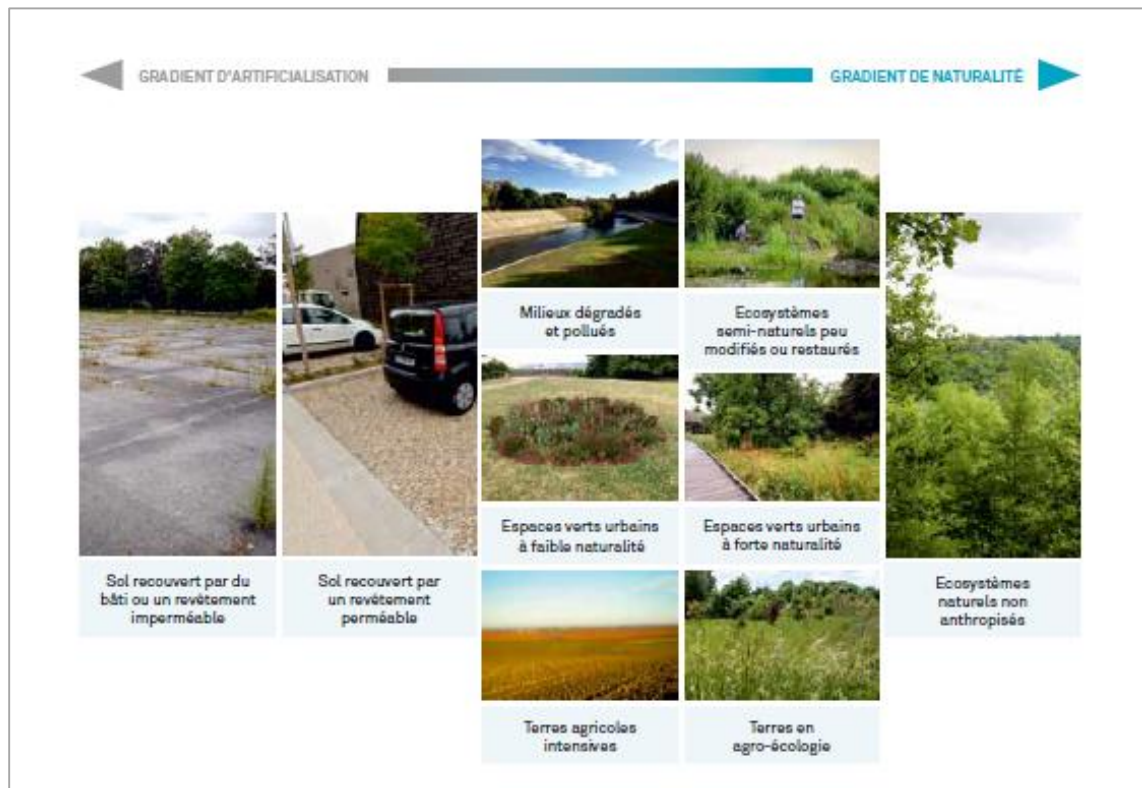 GRADIENT D'ARTIFICIALISATION
GRADIENT DE NATURALITÉ
Milieux dégradés
et pollués
Ecosystèmes
semi-naturels peu
modifiés ou restaurés
Espaces verts urbains
à faible naturalité
Espaces verts urbains
à forte naturalité
Sol recouvert par du
bâti ou un revêtement
imperméable
Sol recouvert par
un revêtement
perméable
Ecosystèmes
naturels non
anthropisés
Terres agricoles
intensives
Terres en
agro-écologie